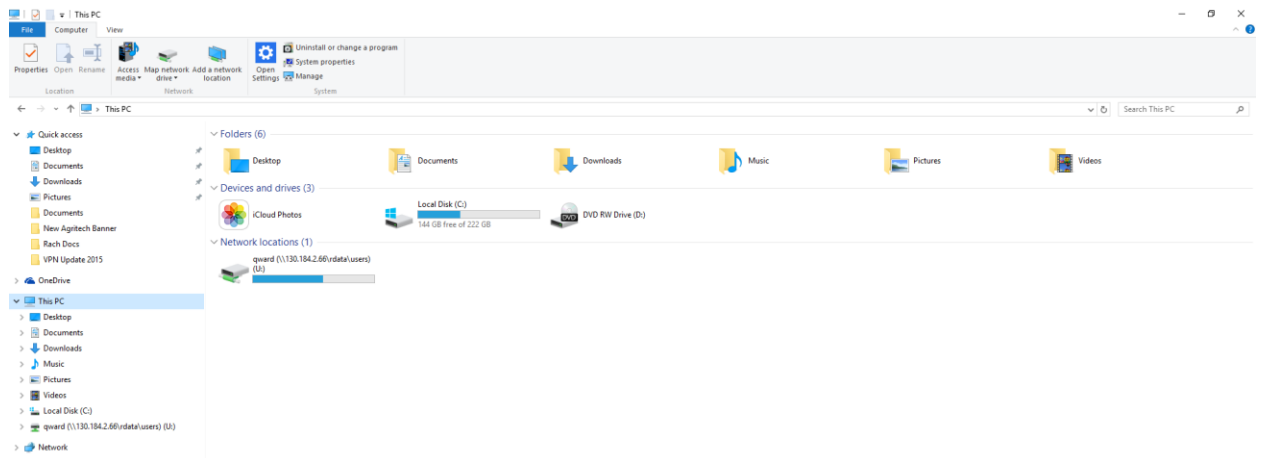 This PC
File Computer View
Properties Open Rename Access media Map network drive Add a network location Open Settings Uninstall or change a program
System properties
Manage
Location Network System
This PC
Search This PC
Quick access
Desktop
Documents
Downloads
Pictures
Documents
New Agritech Banner
Rach Docs
VPN Update 2015
OneDrive
This PC
Desktop
Documents
Downloads
Music
Pictures
Videos
Local Disk (C:)
qward (\\130.184.2.66\rdata\users) (U:)
Network
Folders (6)
Desktop
Documents
Downloads
Music
Pictures
Videos
Devices and drives (3)
iCloud Photos
Local Disk (C:)
144 GB free of 222 GB
DVD
DVD RW Drive (D:)
Network locations (1)
qward (\\130.184.2.66\rdata\users)
(U:)